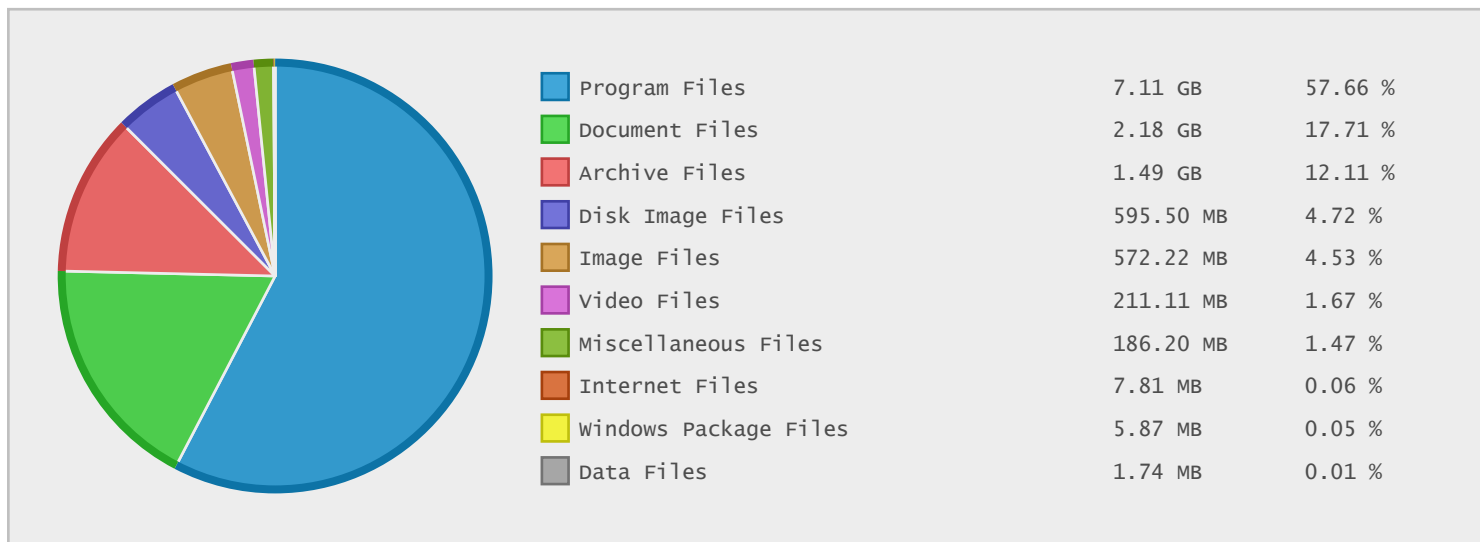 Program Files 7.11 GB 57.66 %
Document Files 2.18 GB 17.71 %
Archive Files 1.49 GB 12.11 %
Disk Image Files 595.50 MB 4.72 %
Image Files 572.22 MB 4.53 %
Video Files 211.11 MB 1.67 %
Miscellaneous Files 186.20 MB 1.47 %
Internet Files 7.81 MB 0.06 %
Windows Package Files 5.87 MB 0.05 %
Data Files 1.74 MB 0.01 %